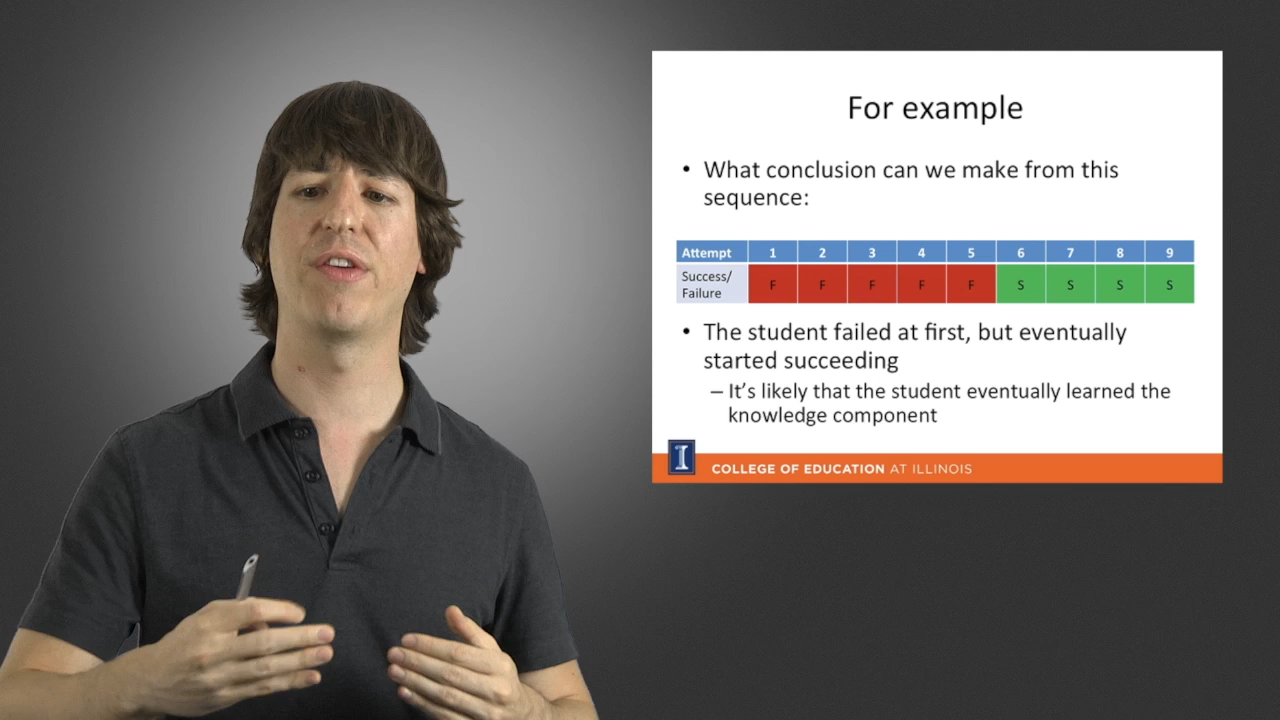 For example
• What conclusion can we make from this
sequence:
Attempt 1 2 3 4 5 6 7 8 9
Success/
Failure F F F F F S S S S
• The student failed at first, but eventually
started succeeding
– It's likely that the student eventually learned the
knowledge component
I COLLEGE OF EDUCATION AT ILLINOIS